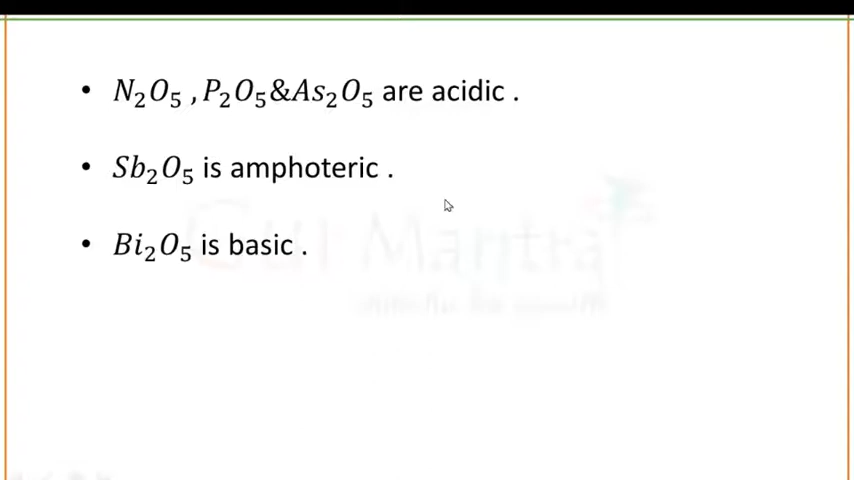 • N₂O₅ , P₂O₅&As₂O₅ are acidic .
• Sb₂O₅ is amphoteric .
• Bi₂O₅ is basic .